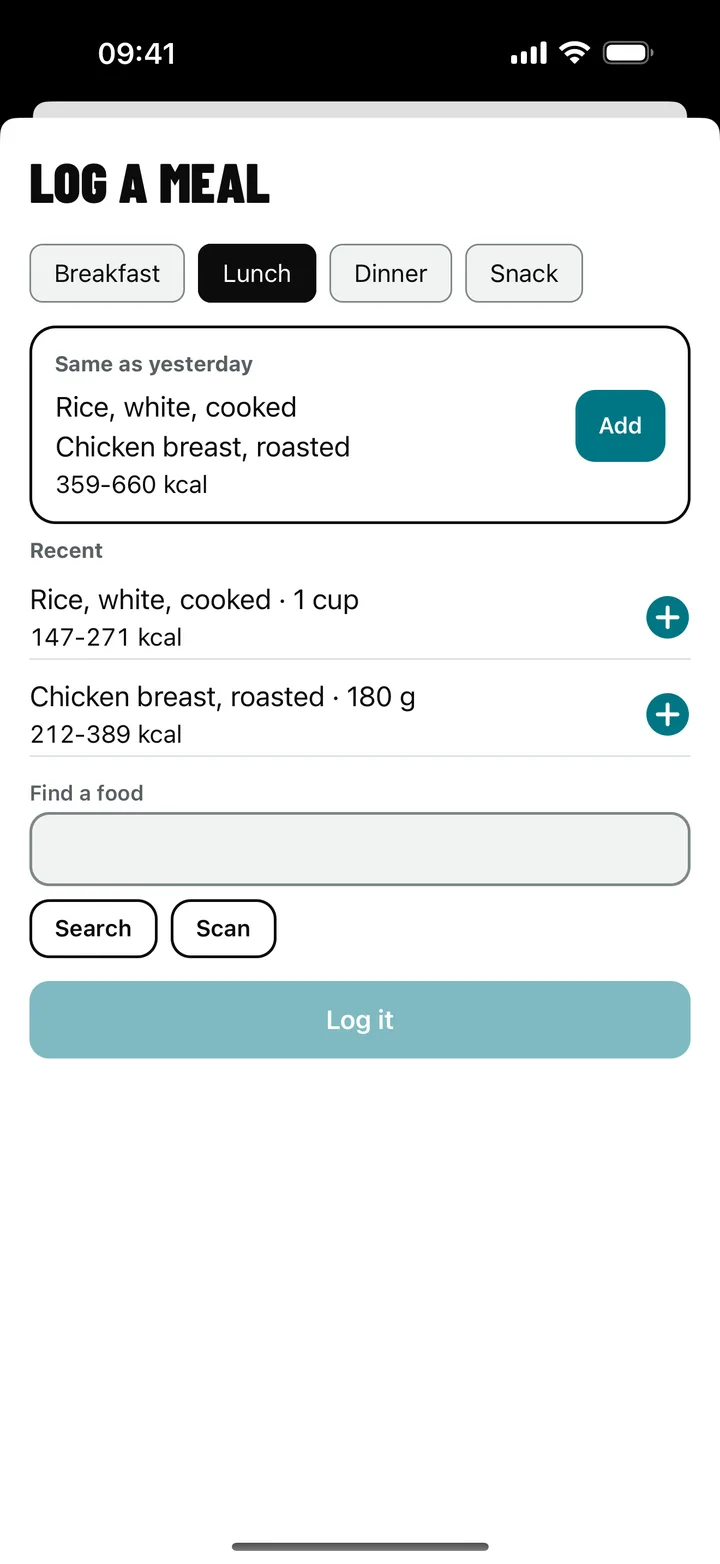 09:41
LOG A MEAL
Breakfast
Lunch
Dinner
Snack
Same as yesterday
Rice, white, cooked
Chicken breast, roasted
359-660 kcal
Add
Recent
Rice, white, cooked · 1 cup
147-271 kcal
Chicken breast, roasted · 180 g
212-389 kcal
Find a food
Search
Scan
Log it